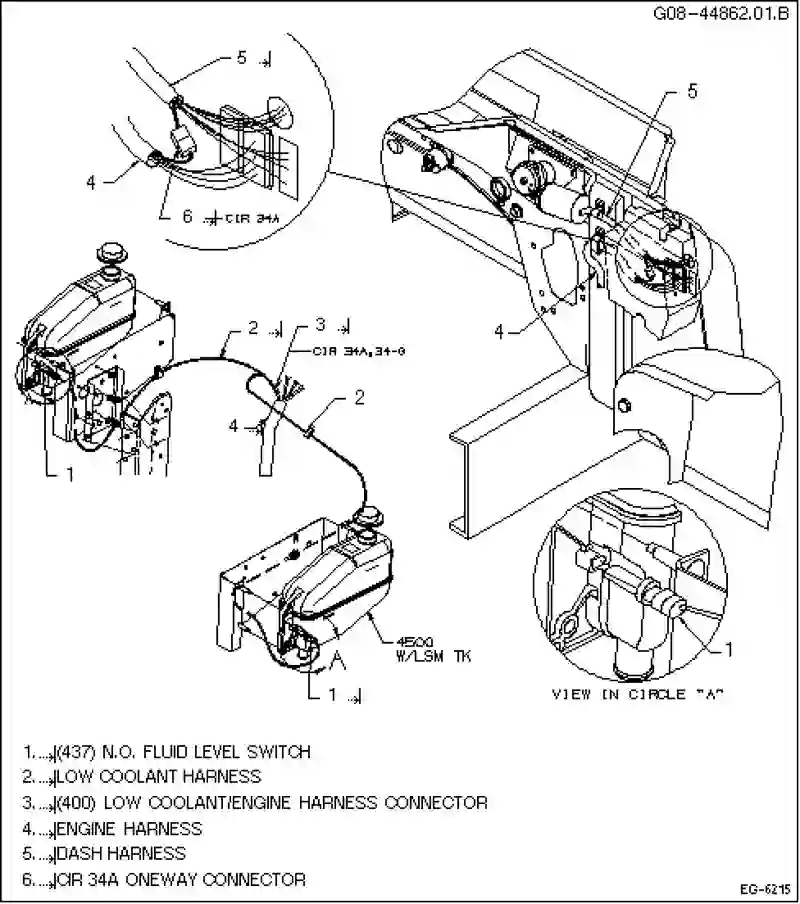 G08-44862.01.B
5
5
4
6 CIR 34A
4
2 3
CIR 34A,34-G
2
4
1
4500
W/LSM TK
A
1
1
VIEW IN CIRCLE "A"
1. (437) N.O. FLUID LEVEL SWITCH
2. LOW COOLANT HARNESS
3. (400) LOW COOLANT/ENGINE HARNESS CONNECTOR
4. ENGINE HARNESS
5. DASH HARNESS
6. CIR 34A ONEWAY CONNECTOR
EG-6215